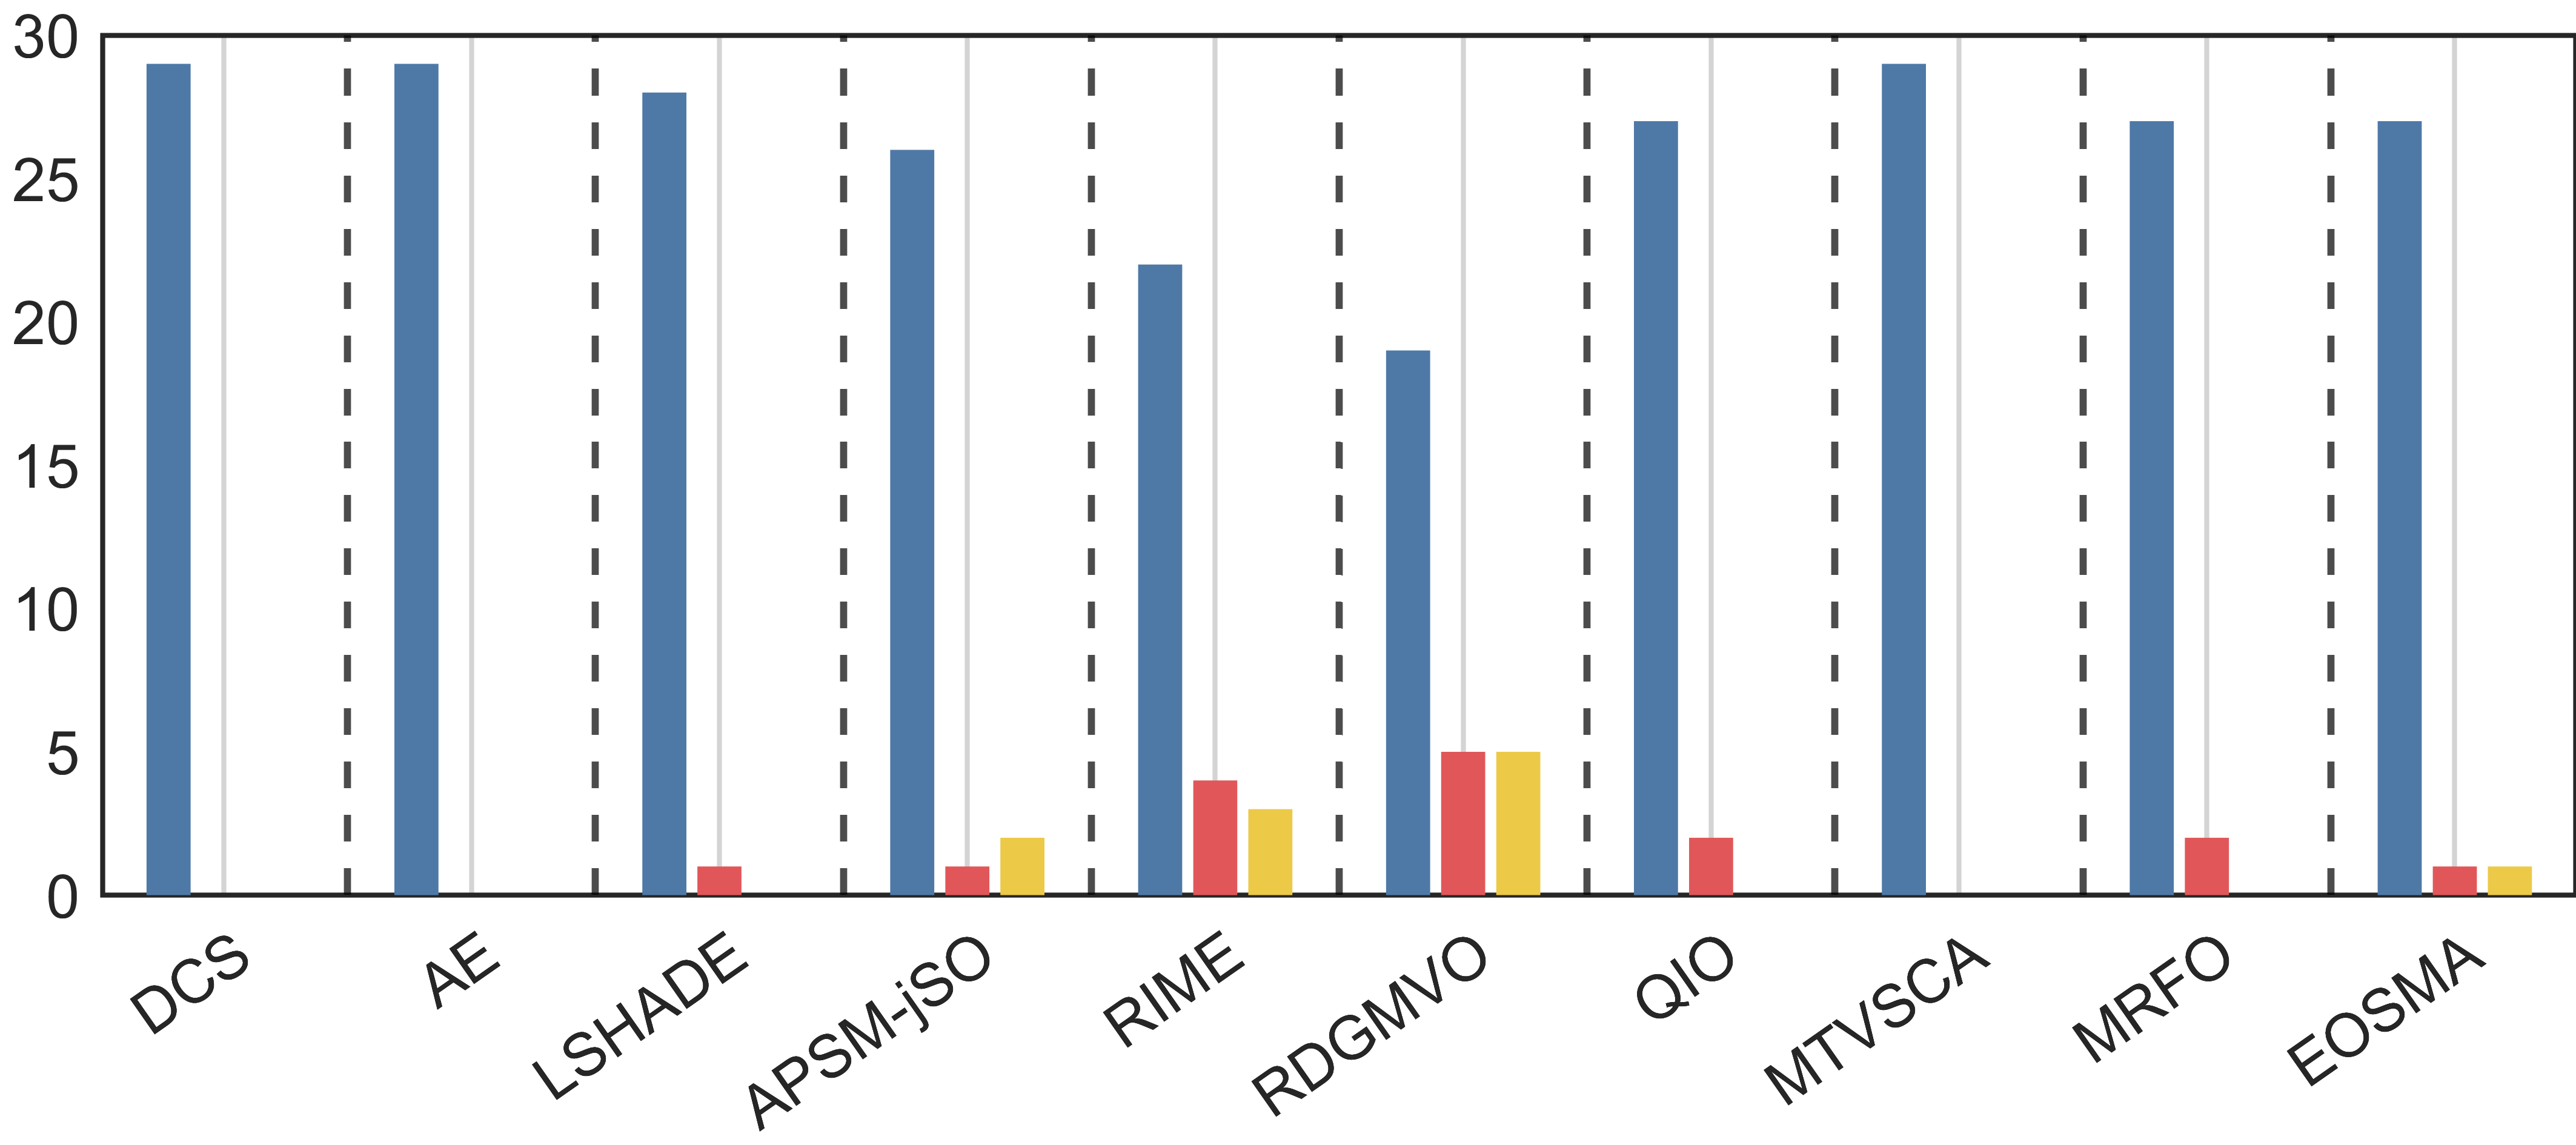 30
25
20
15
10
5
0
DCS
AE
LSHADE
APSM-jSO
RIME
RDGMVO
QIO
MTVSCA
MRFO
EOSMA